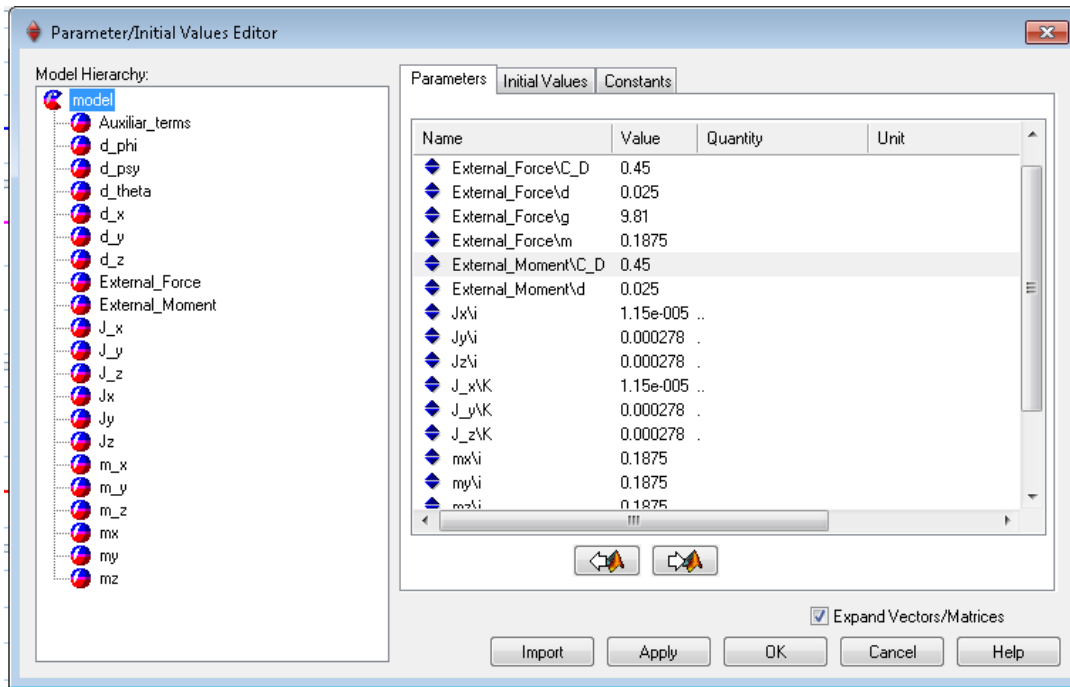 Parameter/Initial Values Editor
Model Hierarchy:
model
Auxiliar_terms
d_phi
d_psy
d_theta
d_x
d_y
d_z
External_Force
External_Moment
J_x
J_y
J_z
Jx
Jy
Jz
m_x
m_y
m_z
mx
my
mz
Parameters Initial Values Constants
Name Value Quantity Unit
External_Force\C_D 0.45
External_Force\d 0.025
External_Force\g 9.81
External_Force\m 0.1875
External_Moment\C_D 0.45
External_Moment\d 0.025
Jx\i 1.15e-005 ..
Jy\i 0.000278 .
Jz\i 0.000278 .
J_x\K 1.15e-005 ..
J_y\K 0.000278 .
J_z\K 0.000278 .
mx\i 0.1875
my\i 0.1875
mz\i 0.1875
Expand Vectors/Matrices
Import Apply OK Cancel Help